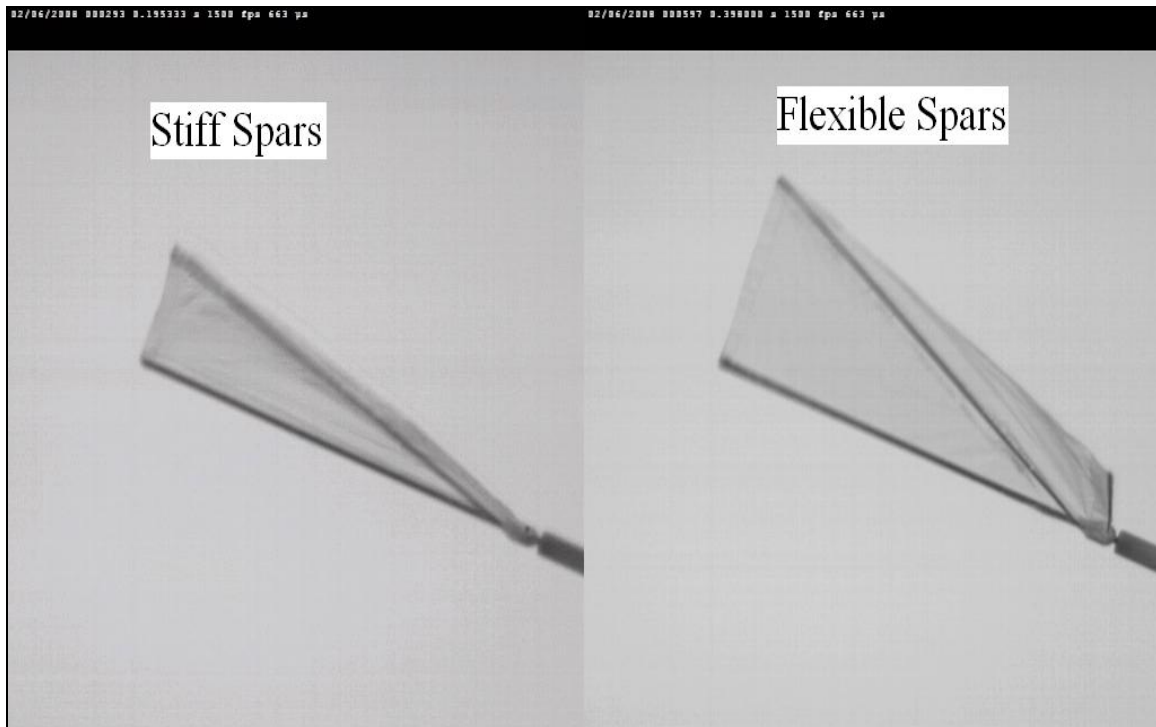 02/06/2008 000293 0.195333 s 1500 fps 663 µs
02/06/2008 000597 0.398000 s 1500 fps 663 µs
Stiff Spars
Flexible Spars